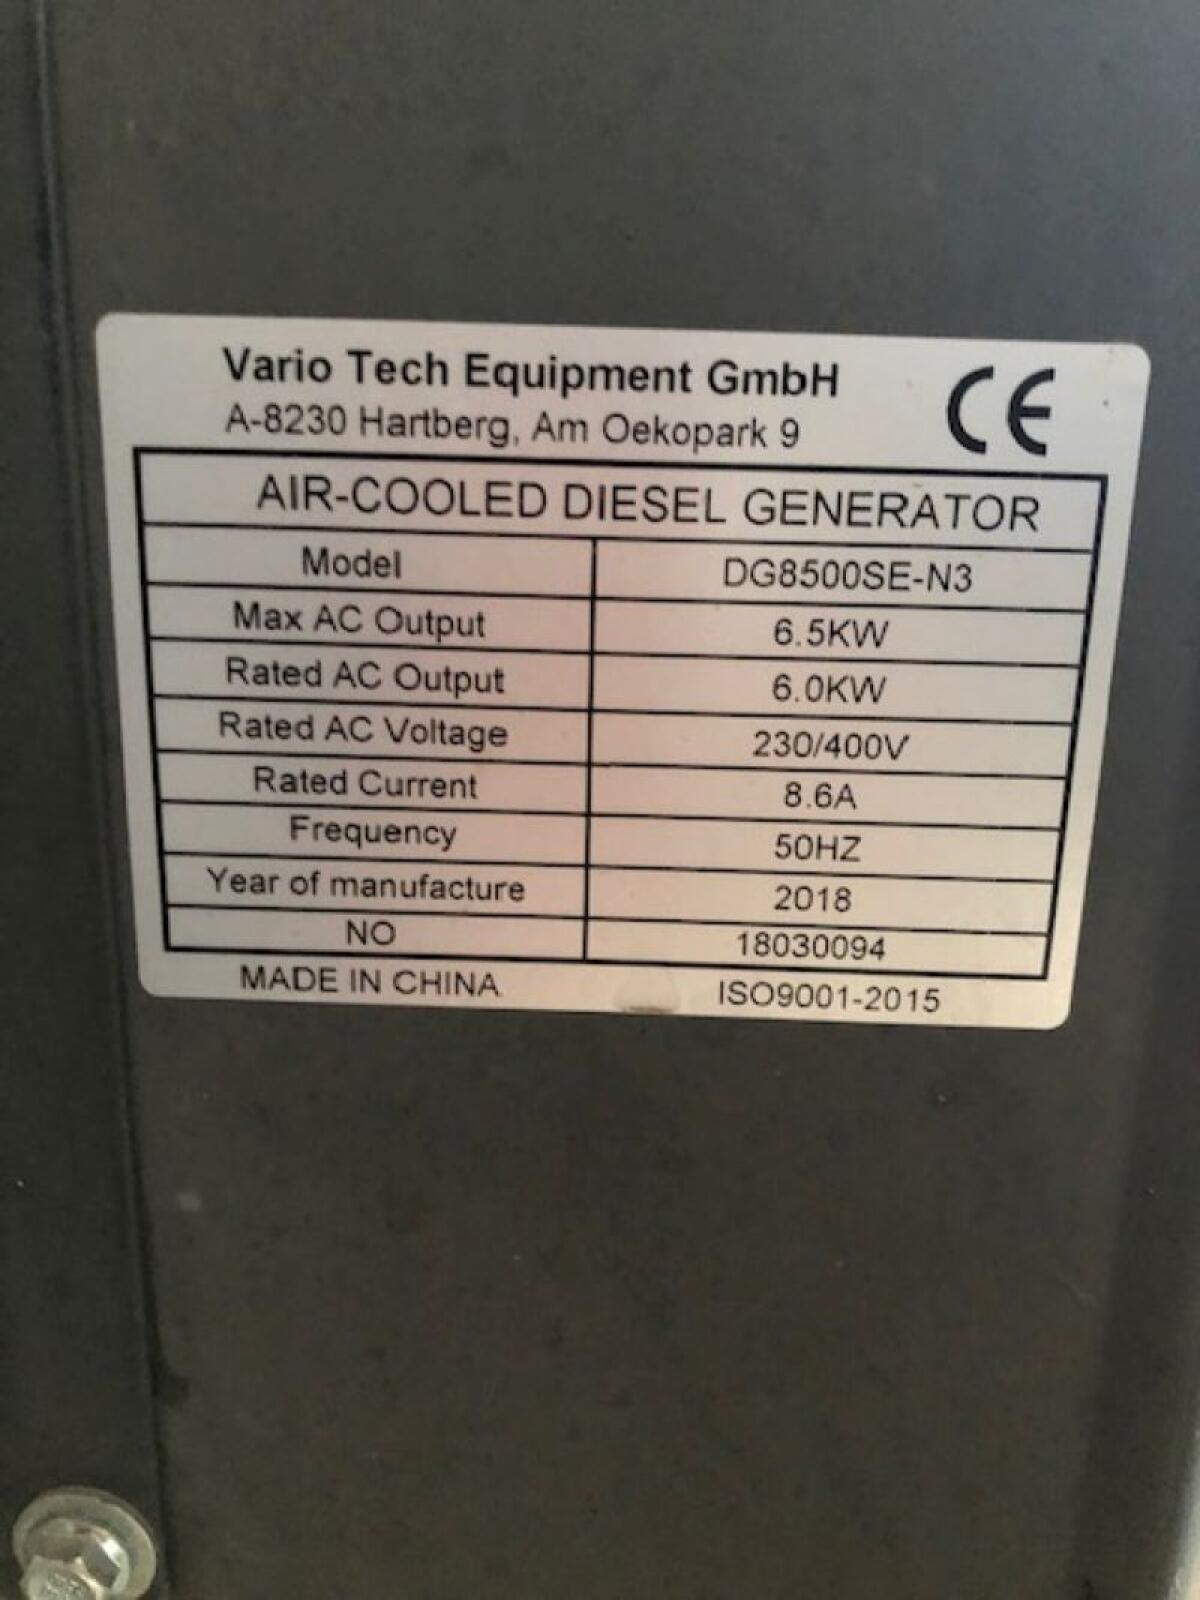 Vario Tech Equipment GmbH
A-8230 Hartberg, Am Oekopark 9
CE
AIR-COOLED DIESEL GENERATOR
Model DG8500SE-N3
Max AC Output 6.5KW
Rated AC Output 6.0KW
Rated AC Voltage 230/400V
Rated Current 8.6A
Frequency 50HZ
Year of manufacture 2018
NO 18030094
MADE IN CHINA ISO9001-2015